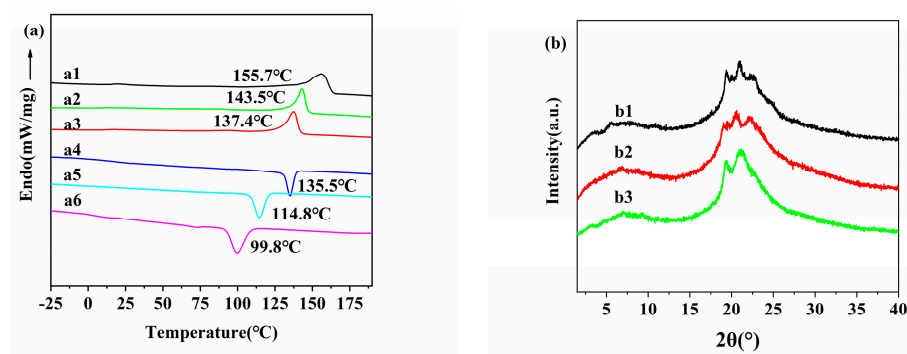 (a)
Endo(mW/mg)
a1
a2
a3
a4
a5
a6
155.7℃
143.5℃
137.4℃
135.5℃
114.8℃
99.8℃
-25 0 25 50 75 100 125 150 175
Temperature(℃)
(b)
Intensity(a.u.)
b1
b2
b3
5 10 15 20 25 30 35 40
2θ(°)